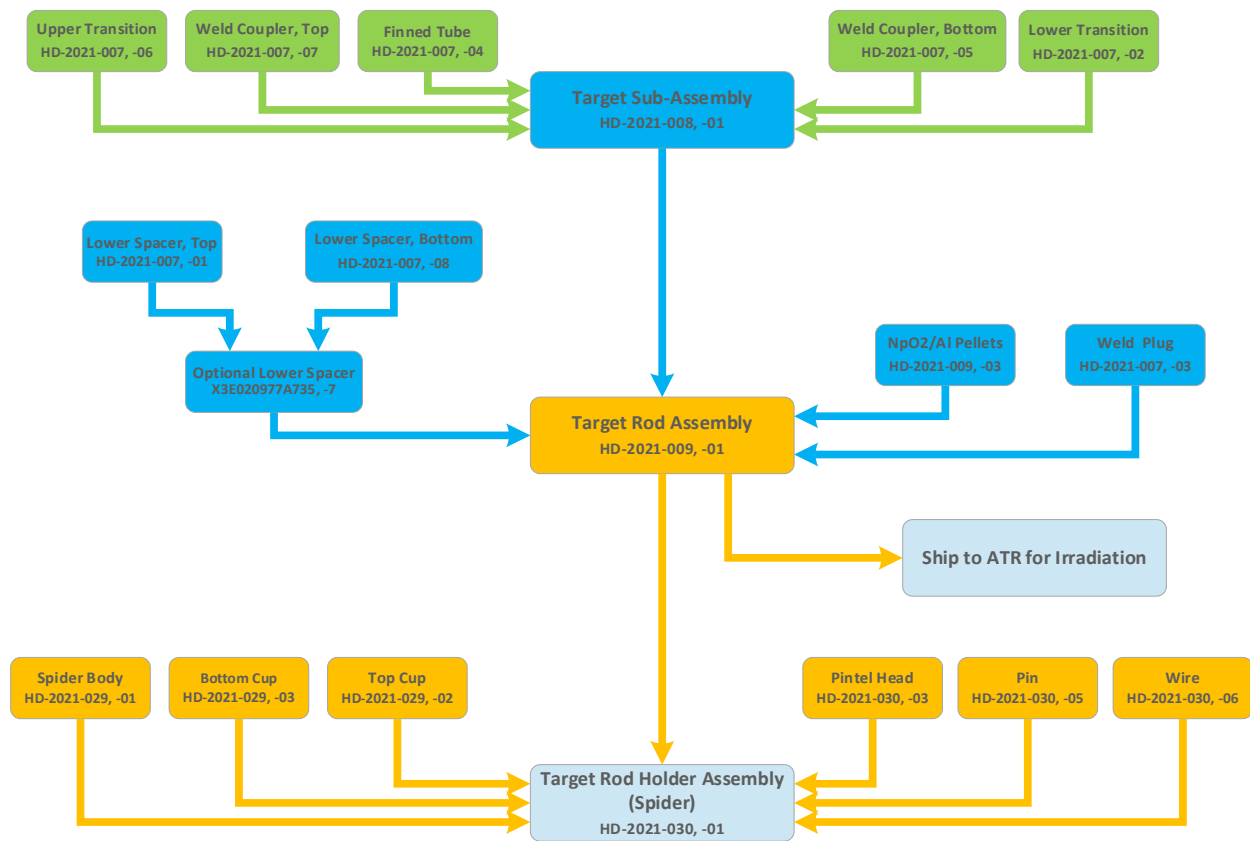 Upper Transition
HD-2021-007, -06
Weld Coupler, Top
HD-2021-007, -07
Finned Tube
HD-2021-007, -04
Weld Coupler, Bottom
HD-2021-007, -05
Lower Transition
HD-2021-007, -02
Target Sub-Assembly
HD-2021-008, -01
Lower Spacer, Top
HD-2021-007, -01
Lower Spacer, Bottom
HD-2021-007, -08
Optional Lower Spacer
X3E020977A735, -7
NpO2/Al Pellets
HD-2021-009, -03
Weld Plug
HD-2021-007, -03
Target Rod Assembly
HD-2021-009, -01
Ship to ATR for Irradiation
Spider Body
HD-2021-029, -01
Bottom Cup
HD-2021-029, -03
Top Cup
HD-2021-029, -02
Pintel Head
HD-2021-030, -03
Pin
HD-2021-030, -05
Wire
HD-2021-030, -06
Target Rod Holder Assembly
(Spider)
HD-2021-030, -01